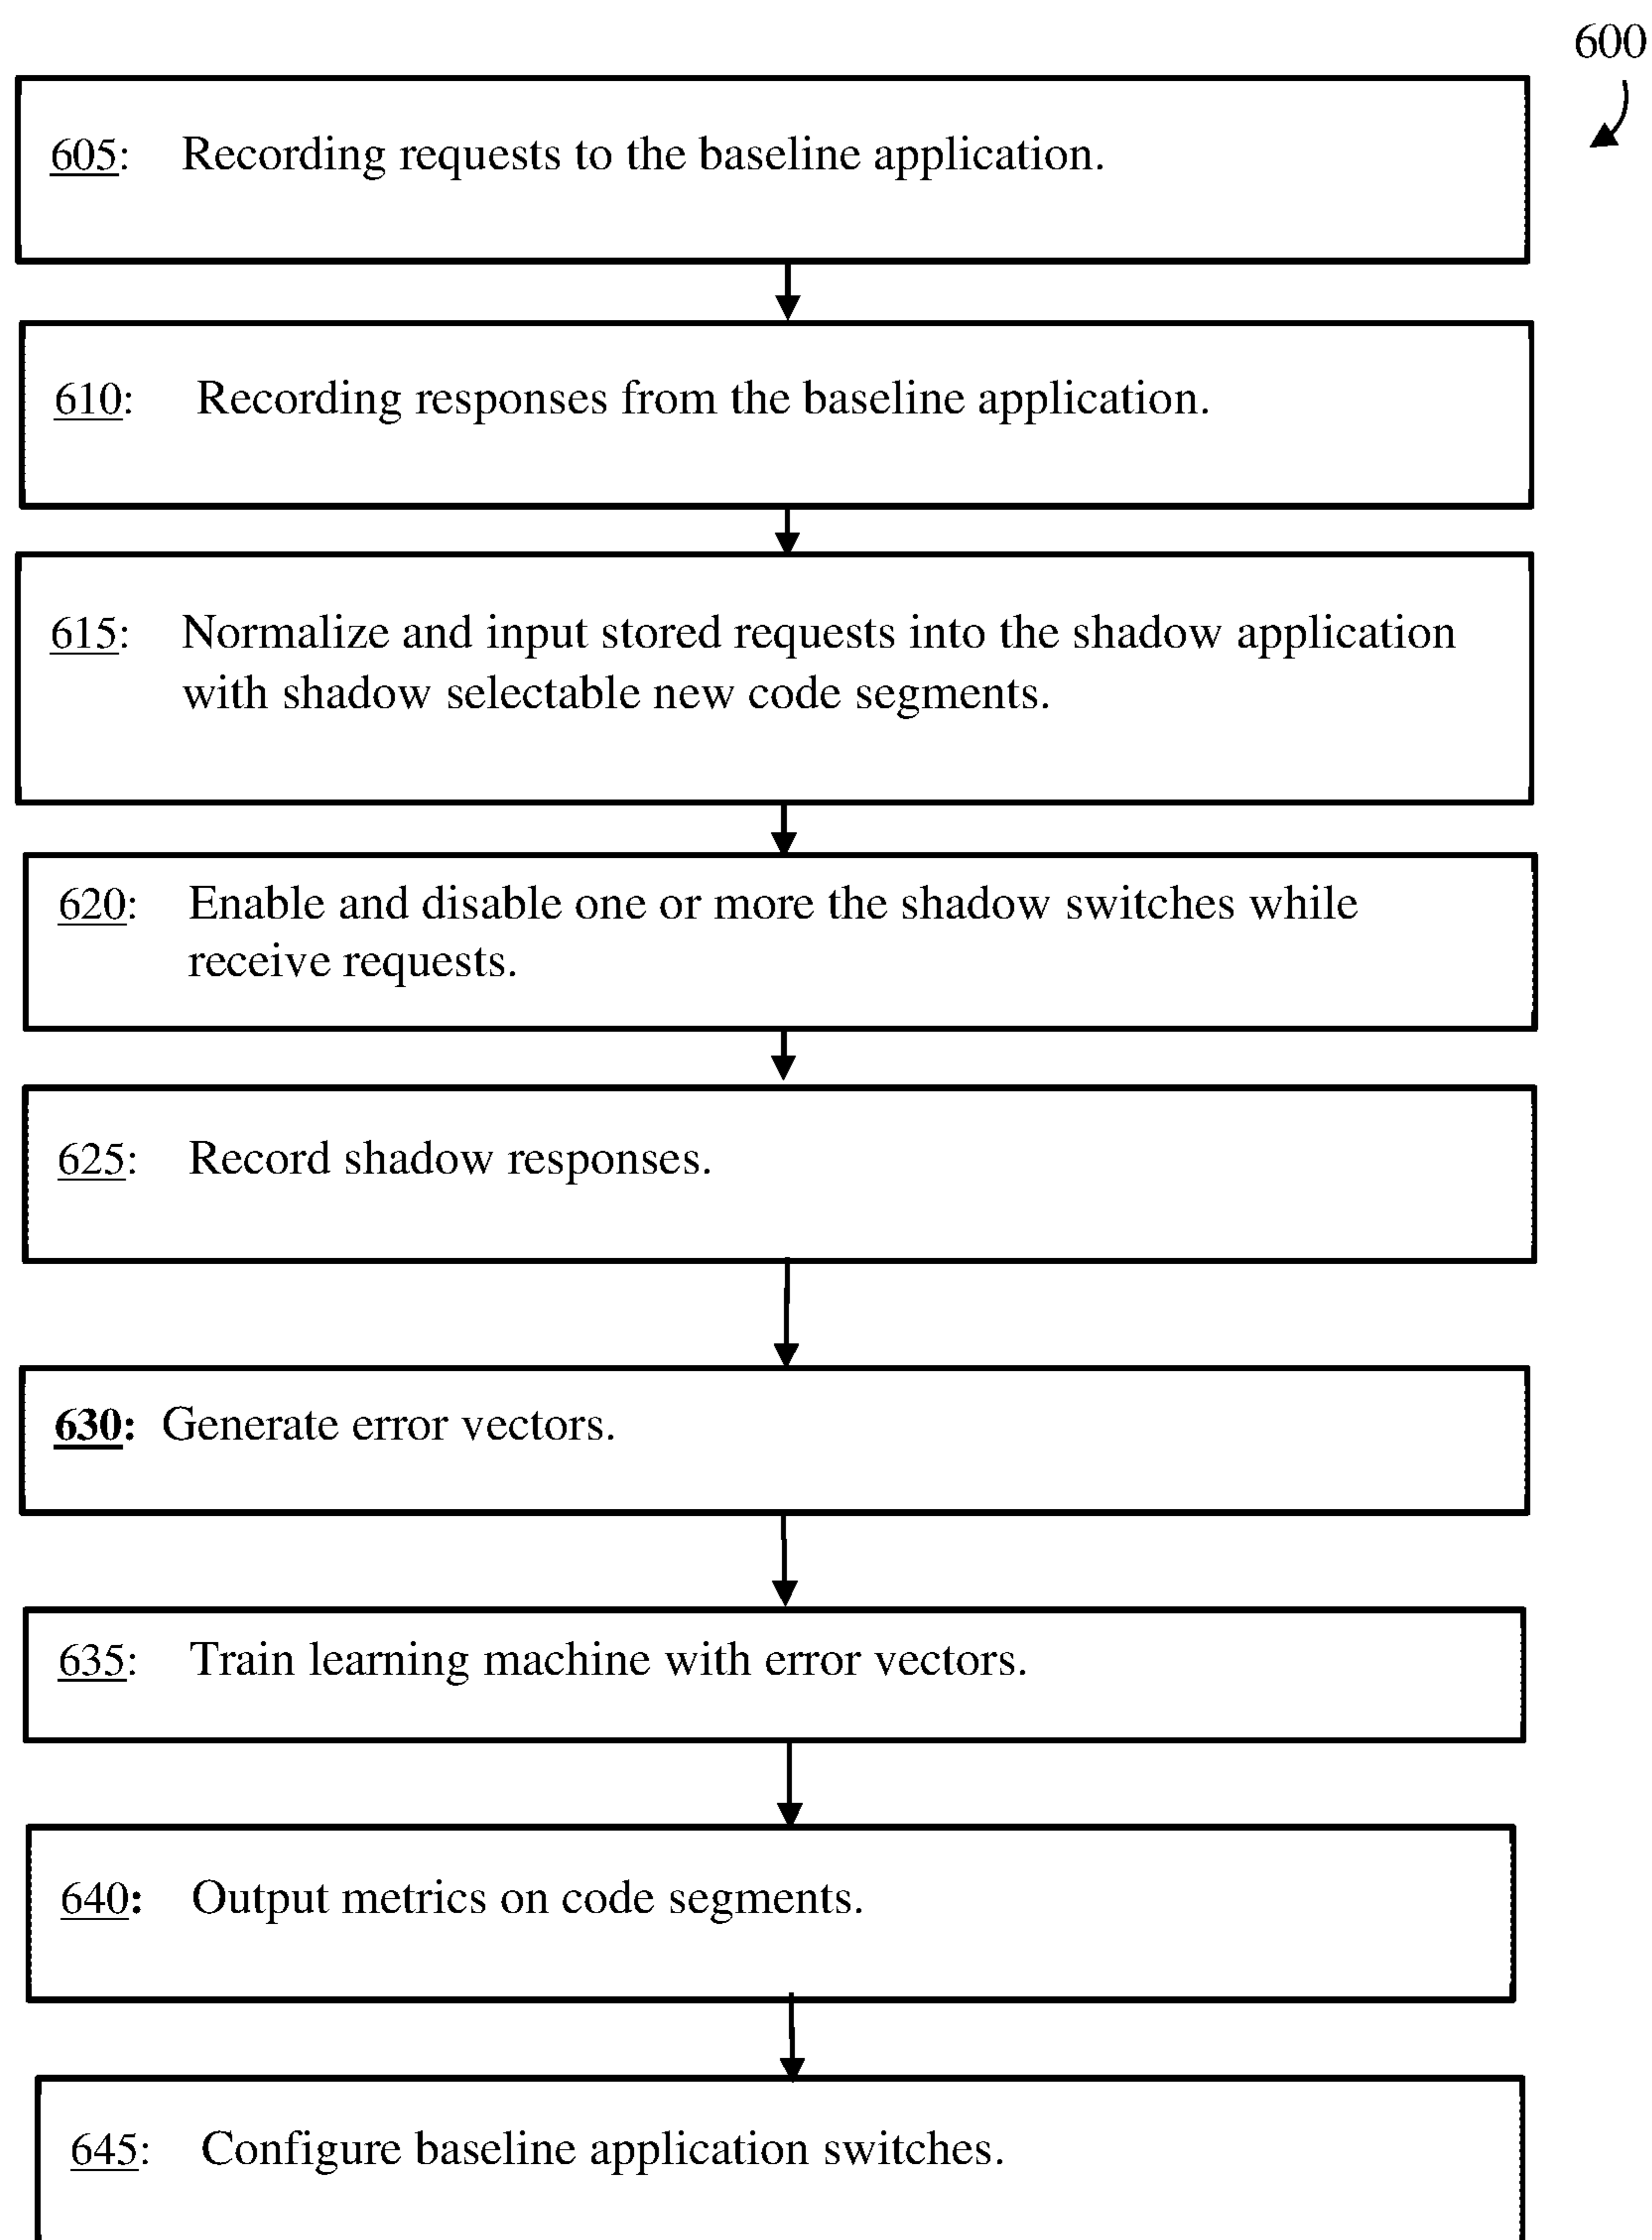 600
605: Recording requests to the baseline application.
610: Recording responses from the baseline application.
615: Normalize and input stored requests into the shadow application
with shadow selectable new code segments.
620: Enable and disable one or more the shadow switches while
receive requests.
625: Record shadow responses.
630: Generate error vectors.
635: Train learning machine with error vectors.
640: Output metrics on code segments.
645: Configure baseline application switches.